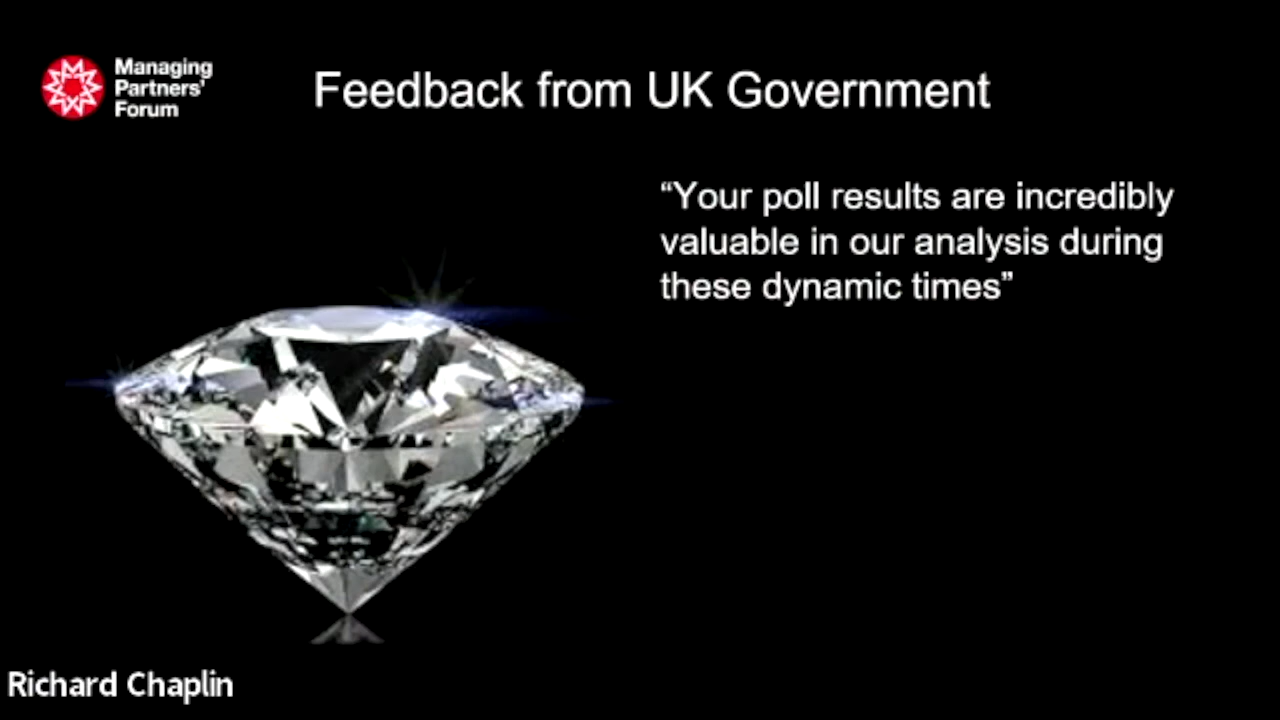 Managing
Partners'
Forum
Feedback from UK Government
“Your poll results are incredibly
valuable in our analysis during
these dynamic times”
Richard Chaplin